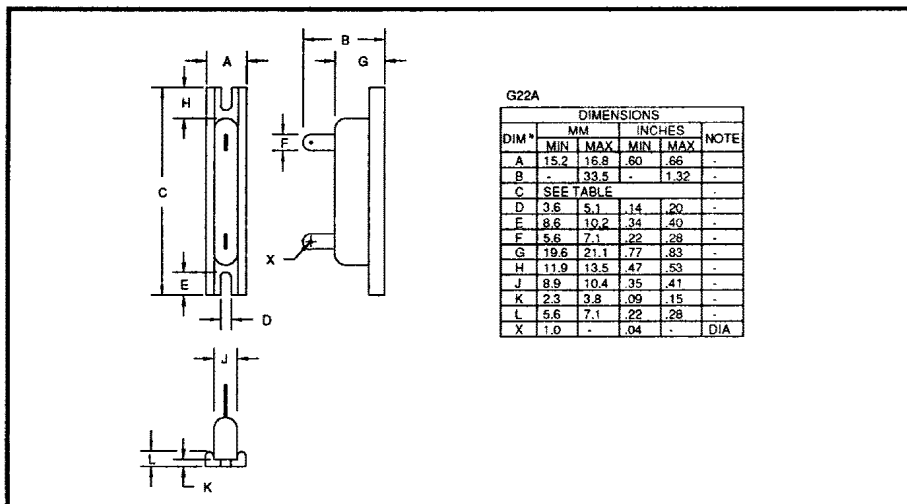 B
A
G
H
F
C
X
E
D
J
L
K
G22A
DIMENSIONS
DIM* MM INCHES NOTE
MIN MAX MIN MAX
A 15.2 16.8 .60 .66 -
B - 33.5 - 1.32 -
C SEE TABLE -
D 3.6 5.1 .14 .20 -
E 8.6 10.2 .34 .40 -
F 5.6 7.1 .22 .28 -
G 19.6 21.1 .77 .83 -
H 11.9 13.5 .47 .53 -
J 8.9 10.4 .35 .41 -
K 2.3 3.8 .09 .15 -
L 5.6 7.1 .22 .28 -
X 1.0 - .04 - DIA